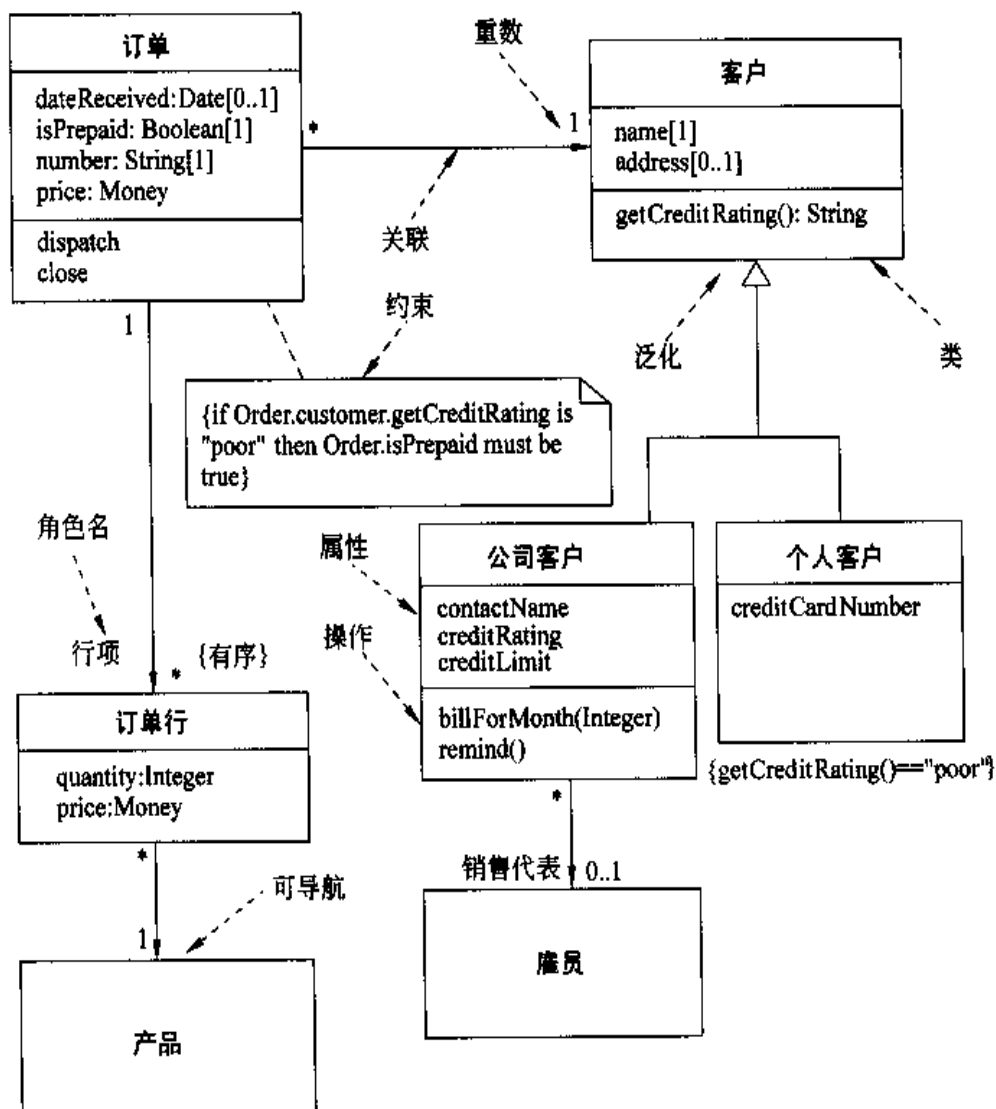 订单
dateReceived:Date[0..1]
isPrepaid: Boolean[1]
number: String[1]
price: Money
dispatch
close
*
重数
1
关联
客户
name[1]
address[0..1]
getCreditRating(): String
泛化
类
1
约束
{if Order.customer.getCreditRating is
"poor" then Order.isPrepaid must be
true}
角色名
行项
{有序}
*
订单行
quantity:Integer
price:Money
*
可导航
1
产品
属性
操作
公司客户
contactName
creditRating
creditLimit
billForMonth(Integer)
remind()
个人客户
creditCardNumber
{getCreditRating()=="poor"}
*
销售代表
0..1
雇员